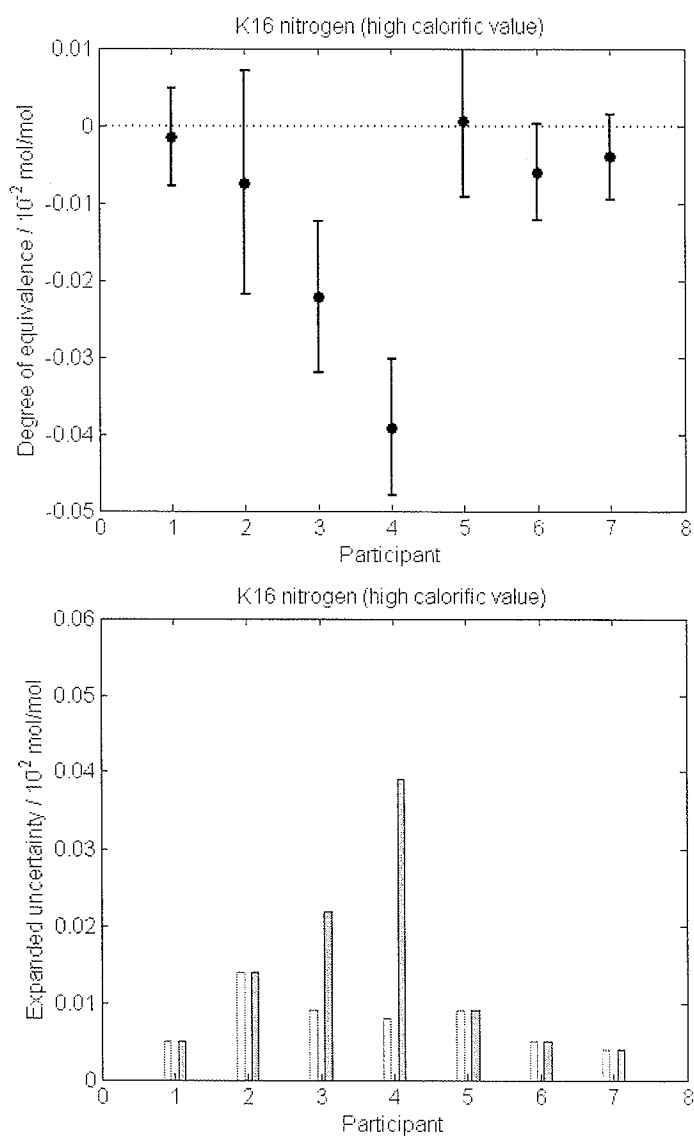 K16 nitrogen (high calorific value)
Degree of equivalence / 10⁻² mol/mol
0.01
0
-0.01
-0.02
-0.03
-0.04
-0.05
0 1 2 3 4 5 6 7 8
Participant
K16 nitrogen (high calorific value)
Expanded uncertainty / 10⁻² mol/mol
0.06
0.05
0.04
0.03
0.02
0.01
0
0 1 2 3 4 5 6 7 8
Participant